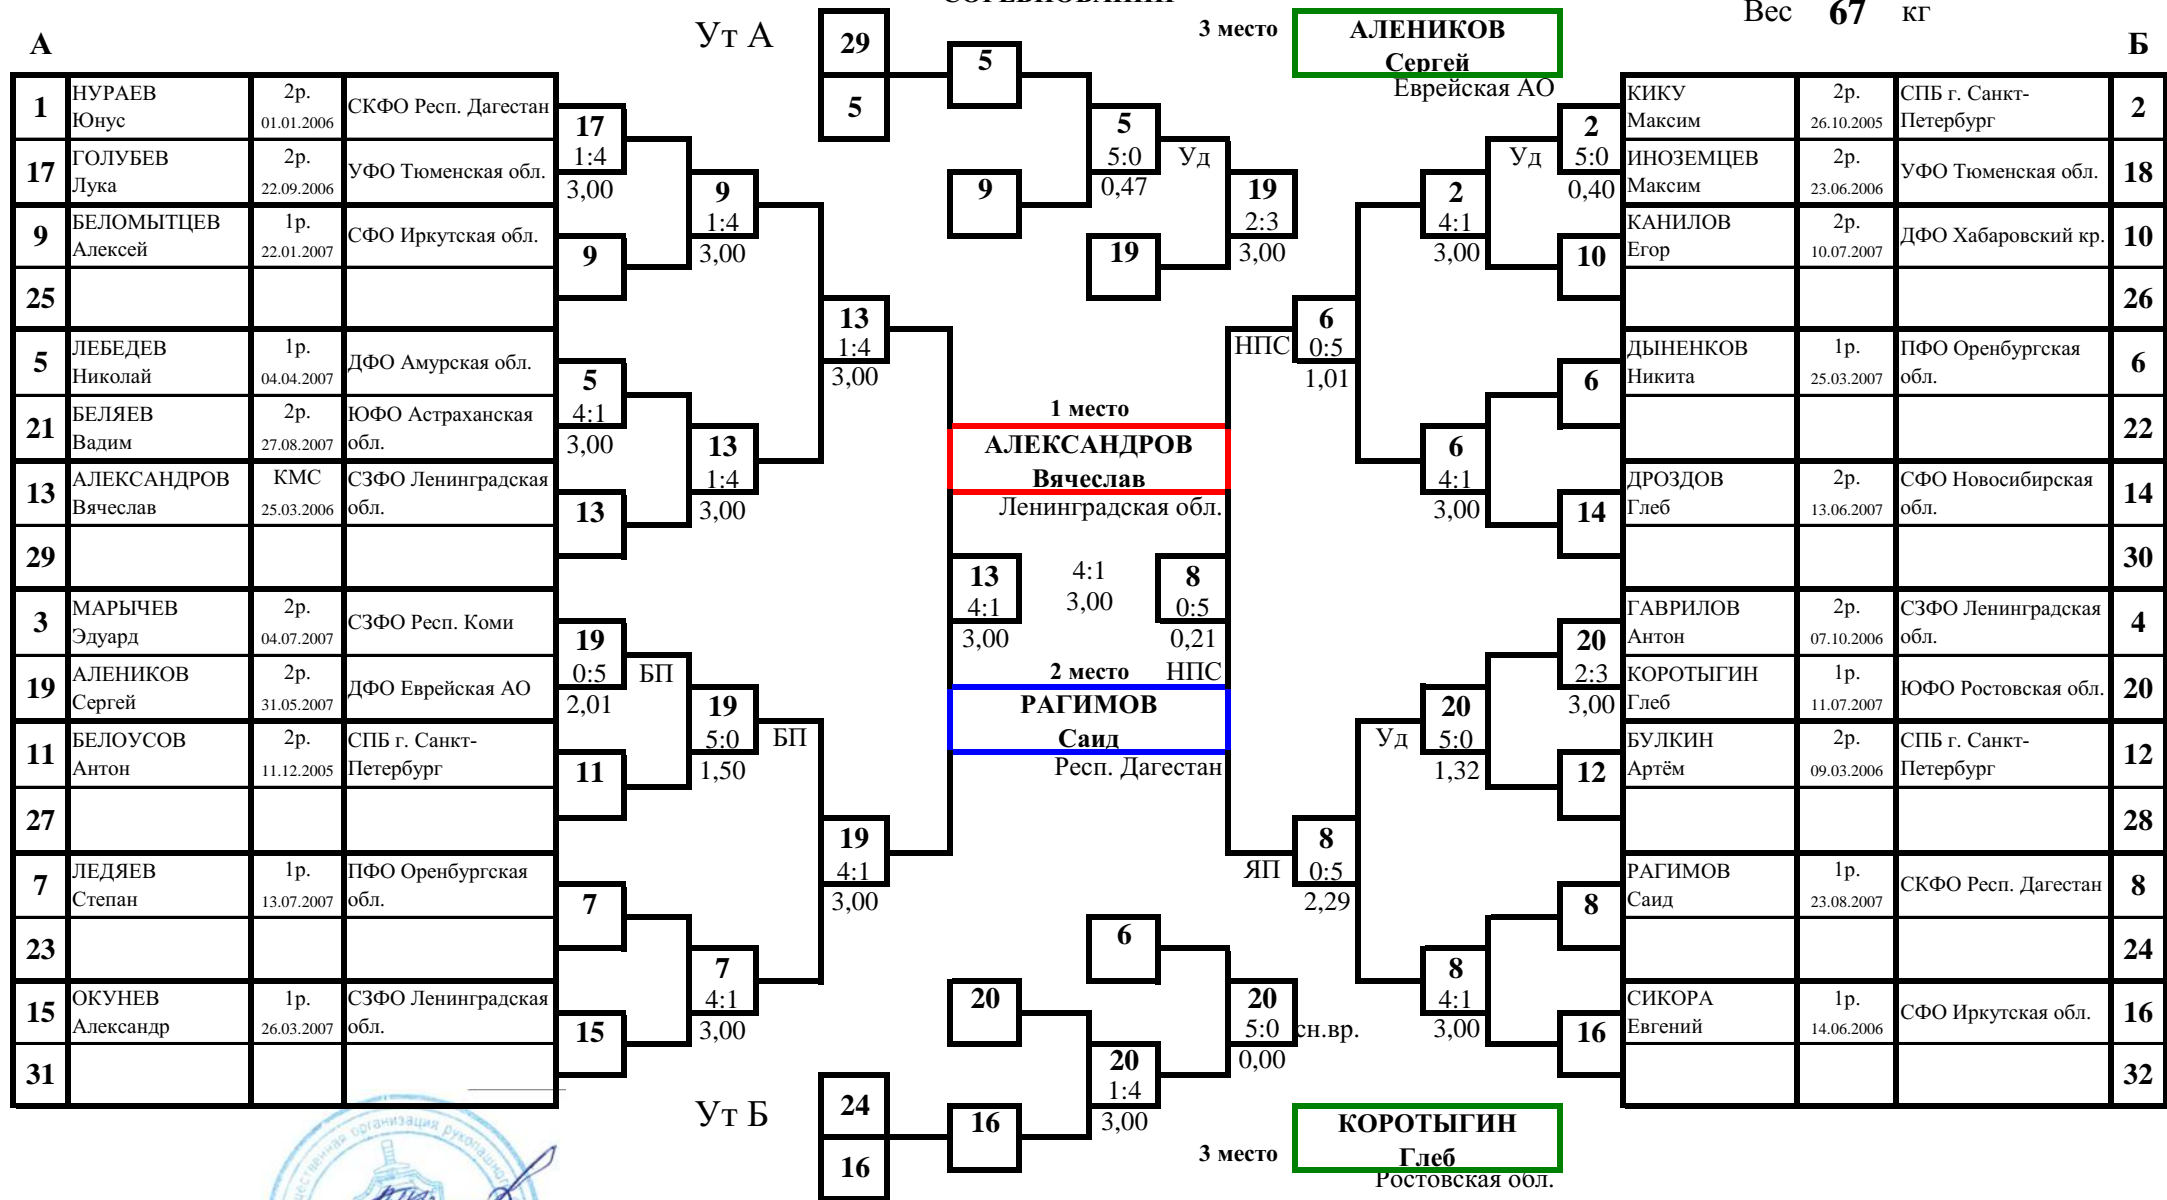 Вес 67 кг
А
Ут А
3 место
АЛЕНИКОВ
Сергей
Еврейская АО
Б
1 НУРАЕВ Юнус 2р. 01.01.2006 СКФО Респ. Дагестан
17 ГОЛУБЕВ Лука 2р. 22.09.2006 УФО Тюменская обл.
9 БЕЛОМЫТЦЕВ Алексей 1р. 22.01.2007 СФО Иркутская обл.
25
5 ЛЕБЕДЕВ Николай 1р. 04.04.2007 ДФО Амурская обл.
21 БЕЛЯЕВ Вадим 2р. 27.08.2007 ЮФО Астраханская обл.
13 АЛЕКСАНДРОВ Вячеслав КМС 25.03.2006 СЗФО Ленинградская обл.
29
3 МАРЫЧЕВ Эдуард 2р. 04.07.2007 СЗФО Респ. Коми
19 АЛЕНИКОВ Сергей 2р. 31.05.2007 ДФО Еврейская АО
11 БЕЛОУСОВ Антон 2р. 11.12.2005 СПБ г. Санкт-Петербург
27
7 ЛЕДЯЕВ Степан 1р. 13.07.2007 ПФО Оренбургская обл.
23
15 ОКУНЕВ Александр 1р. 26.03.2007 СЗФО Ленинградская обл.
31
17
1:4
3,00
9
5
4:1
3,00
13
19
0:5
2,01
БП
11
7
15
9
1:4
3,00
13
1:4
3,00
19
5:0
1,50
БП
7
4:1
3,00
13
1:4
3,00
19
4:1
3,00
29
5
5
9
5
5:0
0,47
Уд
19
19
2:3
3,00
1 место
АЛЕКСАНДРОВ
Вячеслав
Ленинградская обл.
13
4:1
3,00
4:1
3,00
8
0:5
0,21
НПС
2 место
РАГИМОВ
Саид
Респ. Дагестан
НПС
6
0:5
1,01
ЯП
8
0:5
2,29
2
4:1
3,00
Уд
6
4:1
3,00
20
5:0
1,32
Уд
8
4:1
3,00
2
5:0
0,40
10
6
14
20
2:3
3,00
12
8
16
КИКУ Максим 2р. 26.10.2005 СПБ г. Санкт-Петербург 2
ИНОЗЕМЦЕВ Максим 2р. 23.06.2006 УФО Тюменская обл. 18
КАНИЛОВ Егор 2р. 10.07.2007 ДФО Хабаровский кр. 10
26
ДЫНЕНКОВ Никита 1р. 25.03.2007 ПФО Оренбургская обл. 6
22
ДРОЗДОВ Глеб 2р. 13.06.2007 СФО Новосибирская обл. 14
30
ГАВРИЛОВ Антон 2р. 07.10.2006 СЗФО Ленинградская обл. 4
КОРОТЫГИН Глеб 1р. 11.07.2007 ЮФО Ростовская обл. 20
БУЛКИН Артём 2р. 09.03.2006 СПБ г. Санкт-Петербург 12
28
РАГИМОВ Саид 1р. 23.08.2007 СКФО Респ. Дагестан 8
24
СИКОРА Евгений 1р. 14.06.2006 СФО Иркутская обл. 16
32
Ут Б
24
16
20
16
20
1:4
3,00
6
20
5:0
сн.вр.
0,00
3 место
КОРОТЫГИН
Глеб
Ростовская обл.